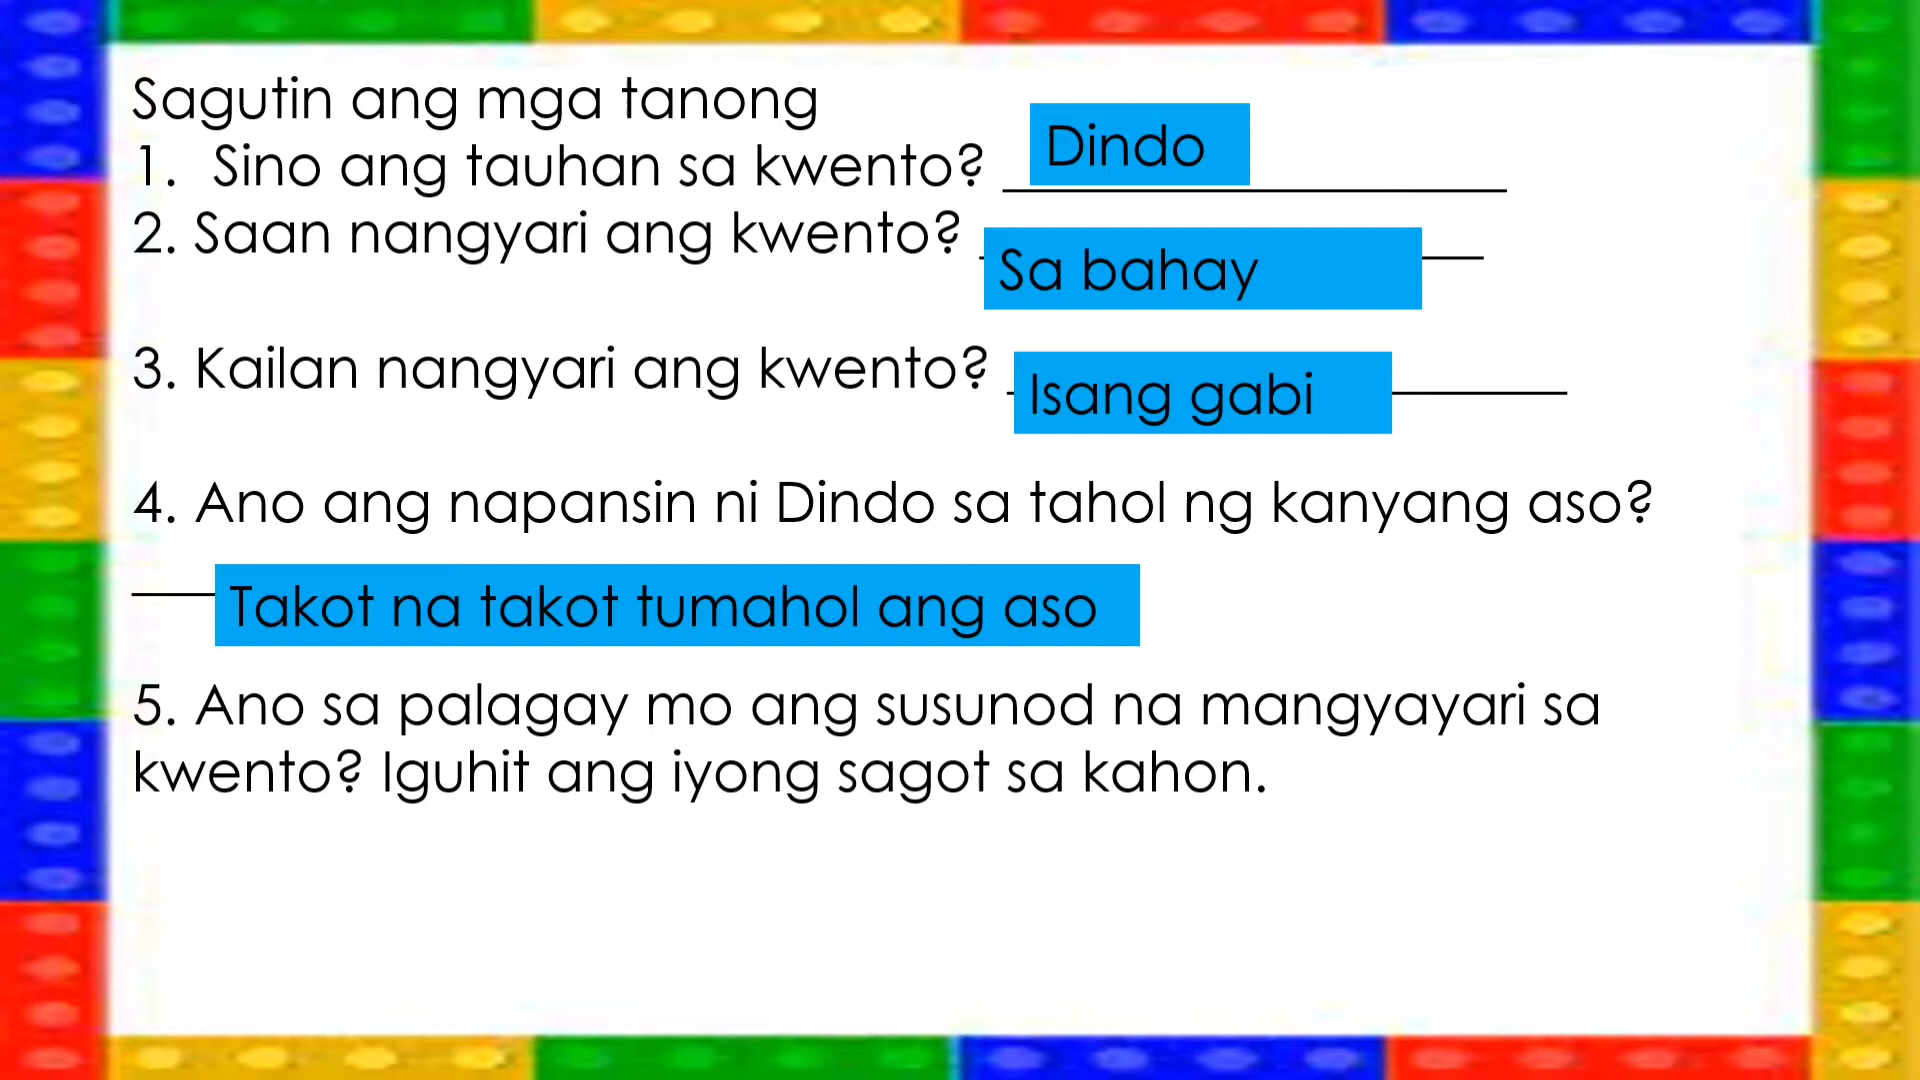 Sagutin ang mga tanong
1. Sino ang tauhan sa kwento? Dindo
2. Saan nangyari ang kwento? Sa bahay
3. Kailan nangyari ang kwento? Isang gabi
4. Ano ang napansin ni Dindo sa tahol ng kanyang aso?
Takot na takot tumahol ang aso
5. Ano sa palagay mo ang susunod na mangyayari sa
kwento? Iguhit ang iyong sagot sa kahon.